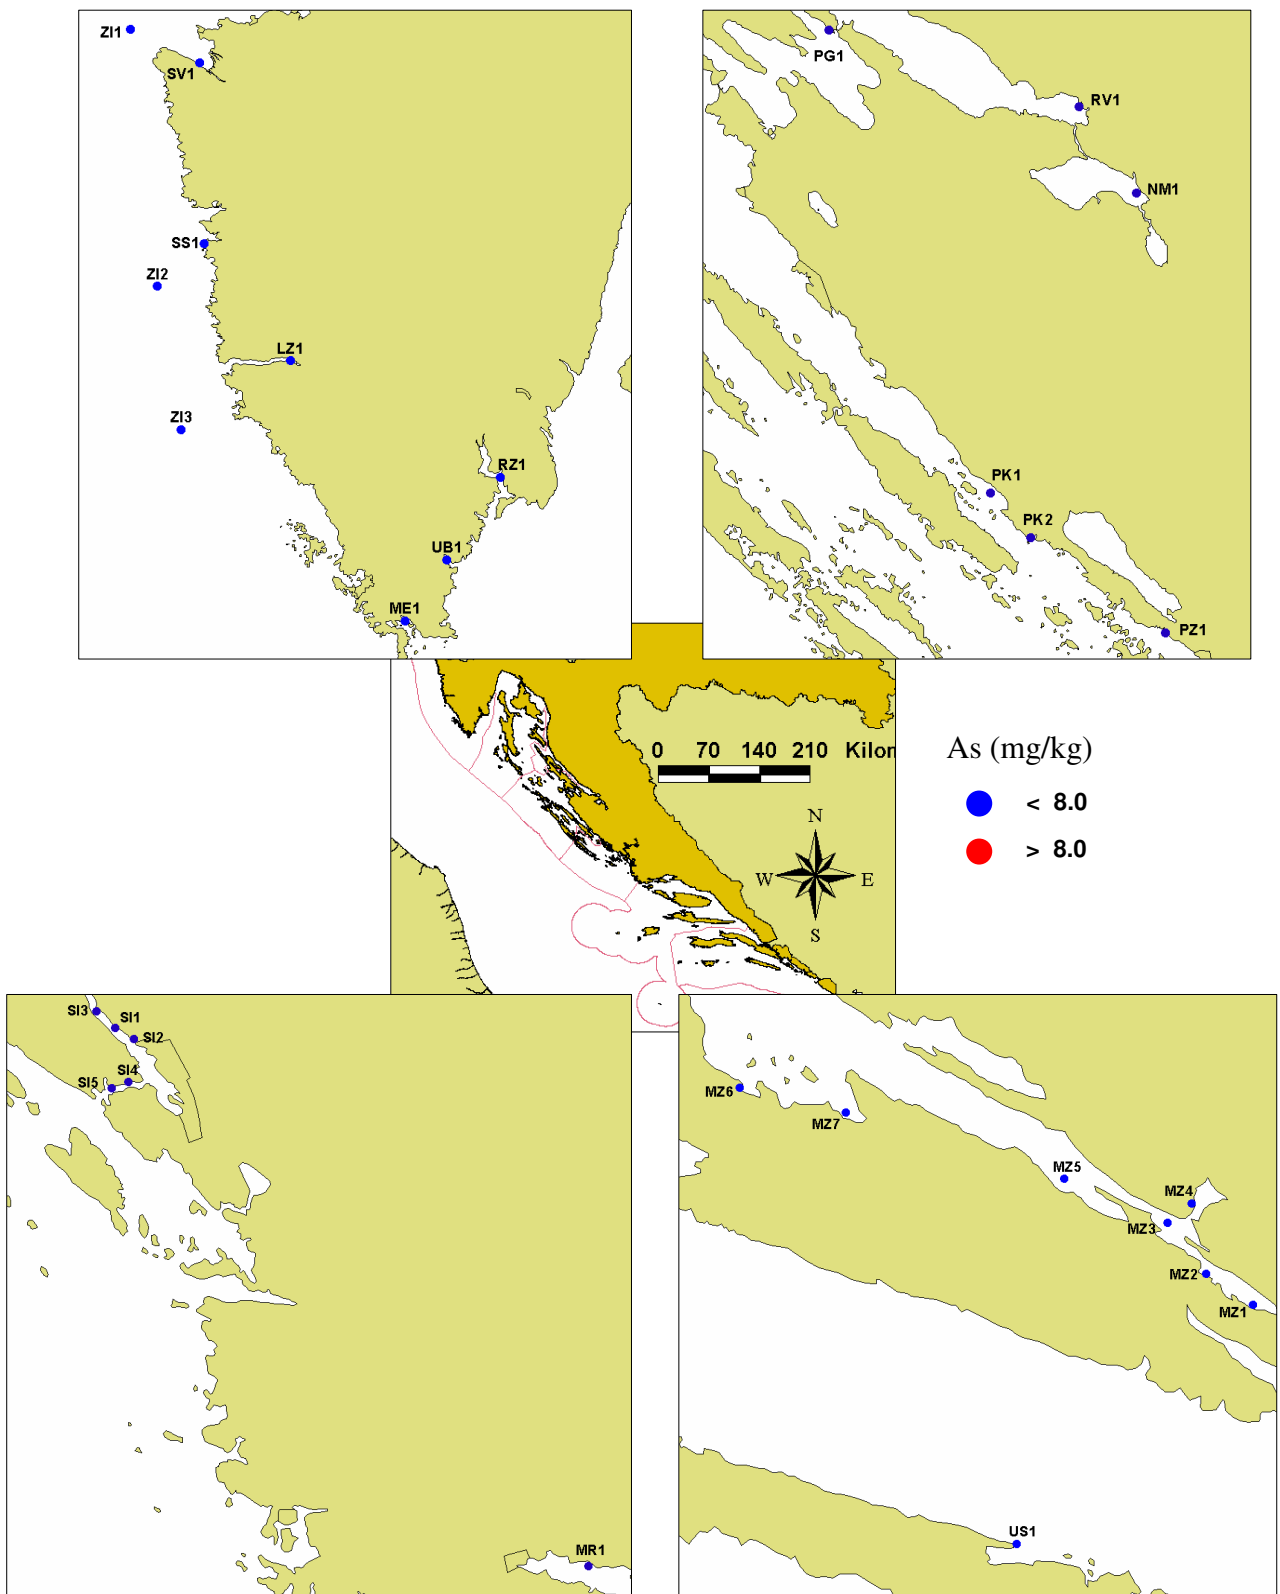 ZI1
SV1
SS1
ZI2
LZ1
ZI3
RZ1
UB1
ME1
PG1
RV1
NM1
PK1
PK2
PZ1
0 70 140 210 Kilon
N
W E
S
As (mg/kg)
< 8.0
> 8.0
SI3
SI1
SI2
SI4
SI5
MR1
MZ6
MZ7
MZ5
MZ4
MZ3
MZ2
MZ1
US1